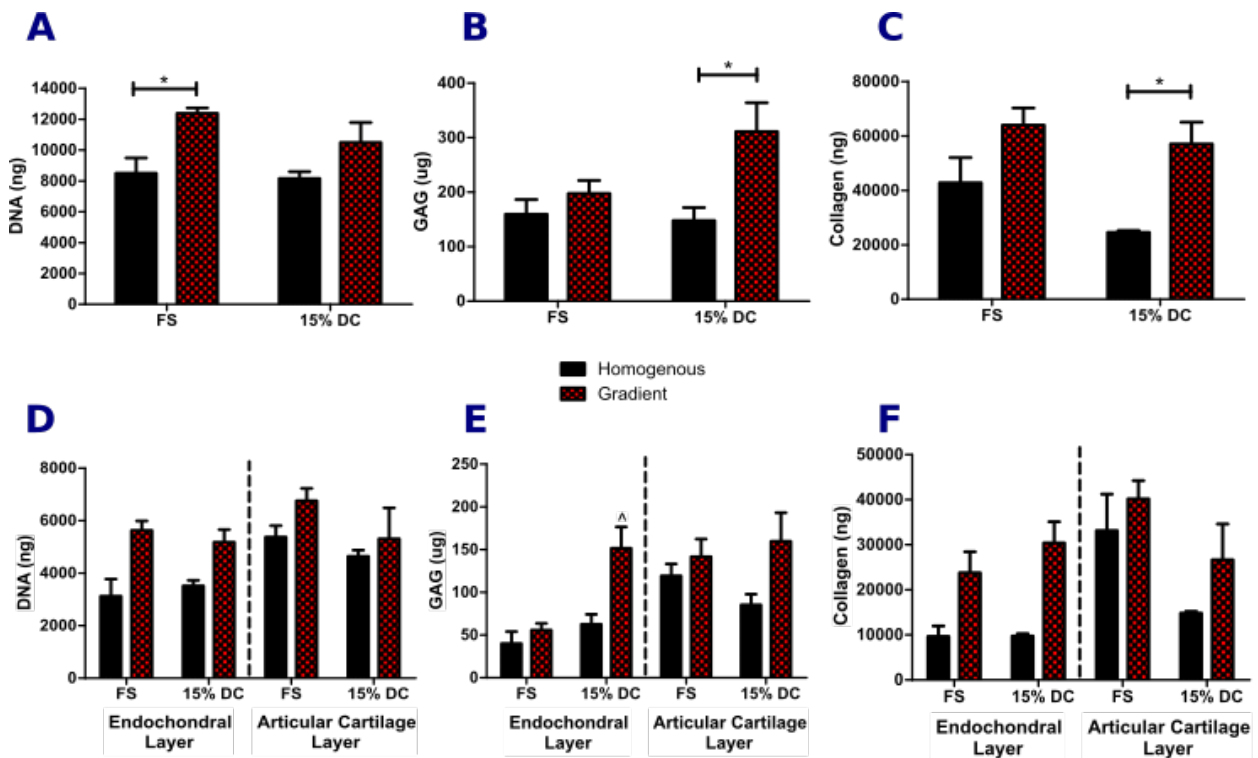 A
B
C
14000
12000
10000
8000
6000
4000
2000
0
DNA (ng)
*
FS
15% DC
400
300
200
100
0
GAG (ug)
*
FS
15% DC
80000
60000
40000
20000
0
Collagen (ng)
*
FS
15% DC
Homogenous
Gradient
D
E
F
8000
6000
4000
2000
0
DNA (ng)
FS
15% DC
FS
15% DC
Endochondral
Layer
Articular Cartilage
Layer
250
200
150
100
50
0
GAG (ug)
^
FS
15% DC
FS
15% DC
Endochondral
Layer
Articular Cartilage
Layer
50000
40000
30000
20000
10000
0
Collagen (ng)
FS
15% DC
FS
15% DC
Endochondral
Layer
Articular Cartilage
Layer